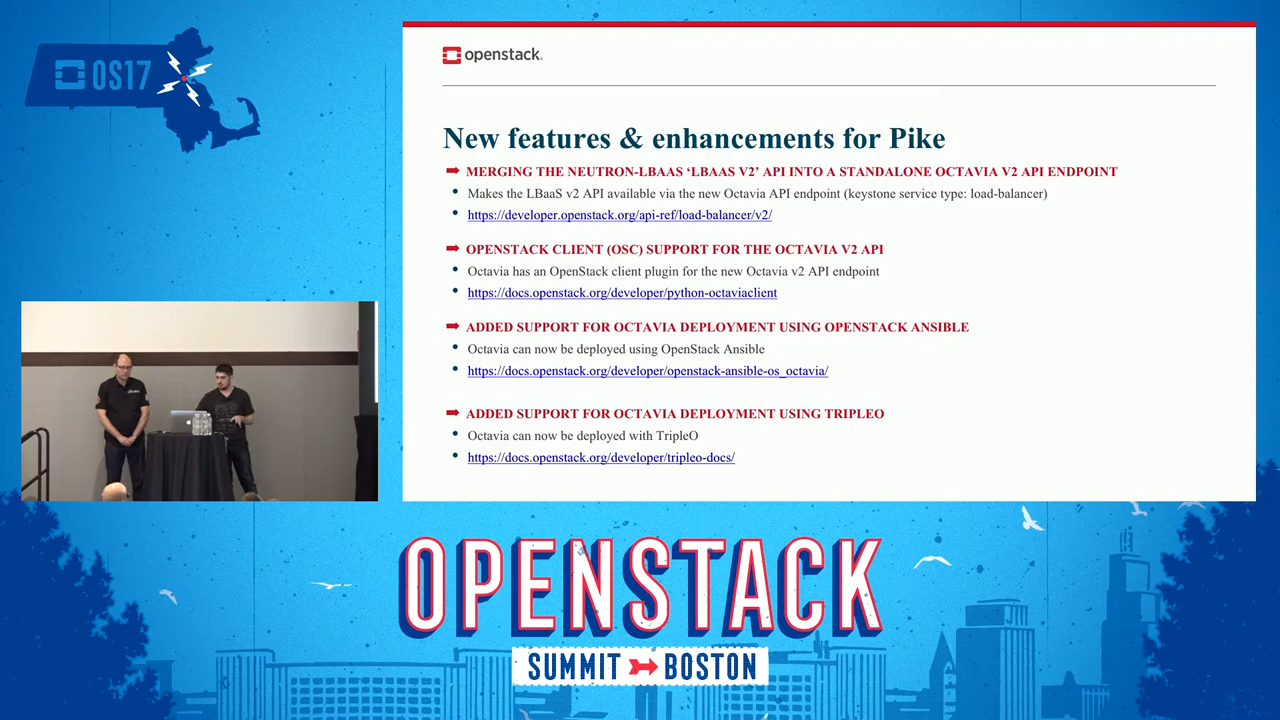 OS17
openstack.
New features & enhancements for Pike
MERGING THE NEUTRON-LBAAS ‘LBAAS V2’ API INTO A STANDALONE OCTAVIA V2 API ENDPOINT
Makes the LBaaS v2 API available via the new Octavia API endpoint (keystone service type: load-balancer)
https://developer.openstack.org/api-ref/load-balancer/v2/
OPENSTACK CLIENT (OSC) SUPPORT FOR THE OCTAVIA V2 API
Octavia has an OpenStack client plugin for the new Octavia v2 API endpoint
https://docs.openstack.org/developer/python-octaviaclient
ADDED SUPPORT FOR OCTAVIA DEPLOYMENT USING OPENSTACK ANSIBLE
Octavia can now be deployed using OpenStack Ansible
https://docs.openstack.org/developer/openstack-ansible-os_octavia/
ADDED SUPPORT FOR OCTAVIA DEPLOYMENT USING TRIPLEO
Octavia can now be deployed with TripleO
https://docs.openstack.org/developer/tripleo-docs/
OPENSTACK
SUMMIT BOSTON